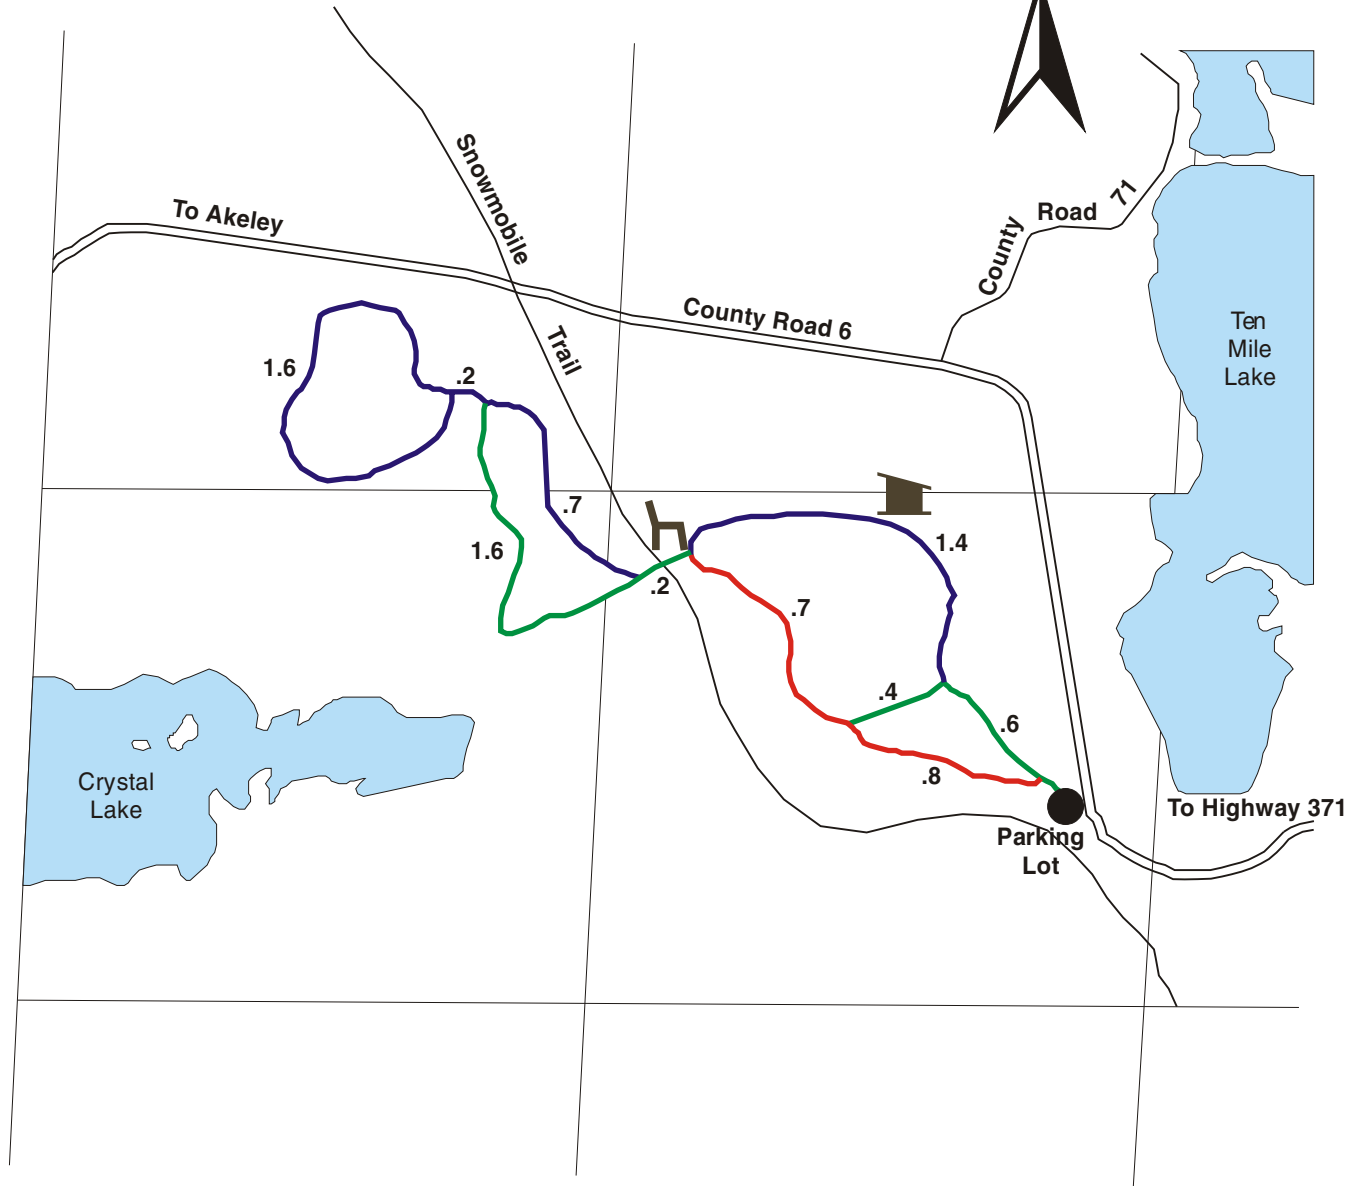 Snowmobile
Trail
To Akeley
County Road 6
County
Road
71
Ten
Mile
Lake
1.6
.2
.7
1.6
.2
1.4
.7
.4
.6
.8
Crystal
Lake
Parking
Lot
To Highway 371